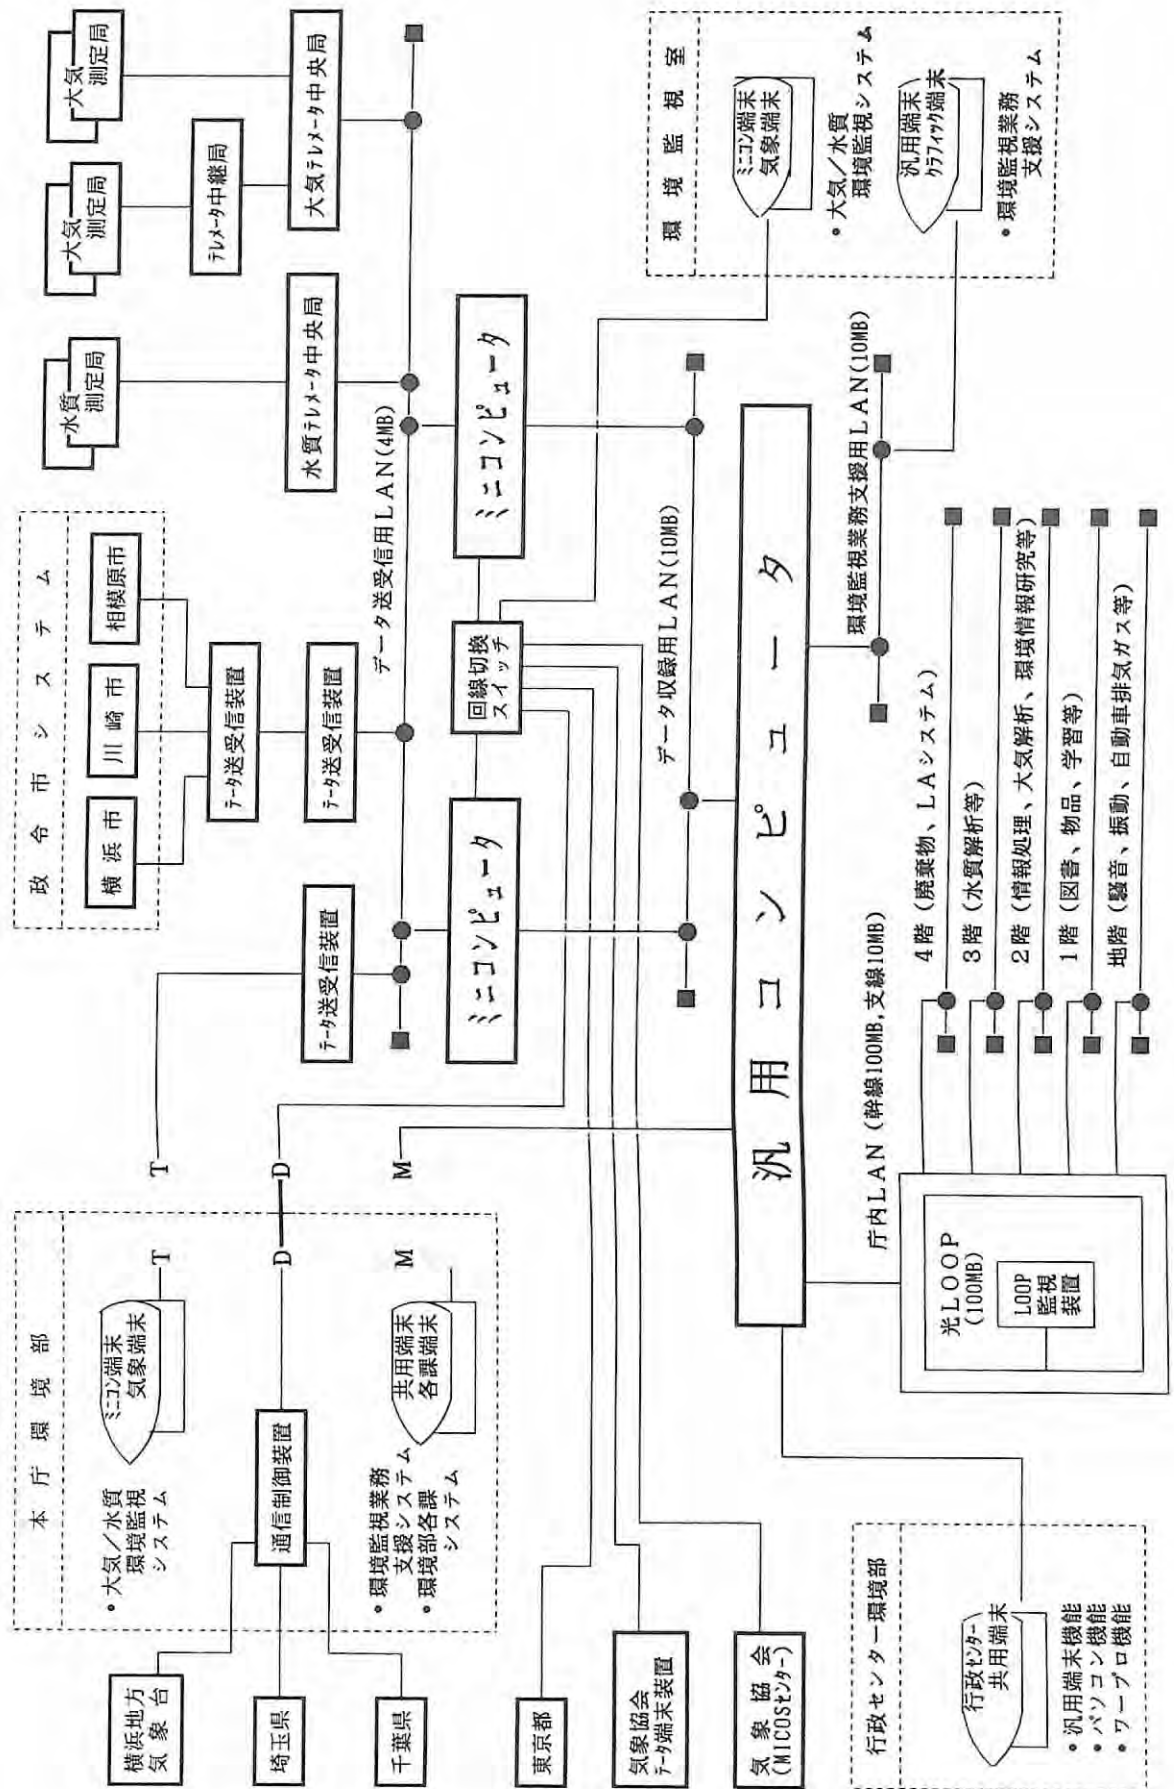 本庁環境部
ミニコン端末
気象端末
• 大気/水質
環境監視
システム
T
通信制御装置
D
共用端末
各課端末
M
• 環境監視業務
支援システム
• 環境部各課
システム
横浜地方
気象台
埼玉県
千葉県
東京都
気象協会
データ端末装置
気象協会
(MICOSセンター)
行政センター環境部
行政センター
共用端末
• 汎用端末機能
• パソコン機能
• ワープロ機能
T
D
M
政令市システム
横浜市
川崎市
相模原市
データ送受信装置
データ送受信装置
データ送受信装置
水質
測定局
大気
測定局
大気
測定局
テレメータ中継局
水質テレメータ中央局
大気テレメータ中央局
データ送受信用LAN(4MB)
ミニコンピュータ
回線切換
スイッチ
ミニコンピュータ
データ収録用LAN(10MB)
汎用コンピュータ
環境監視業務支援用LAN(10MB)
環境監視室
ミニコン端末
気象端末
• 大気/水質
環境監視システム
汎用端末
グラフィック端末
• 環境監視業務
支援システム
庁内LAN(幹線100MB,支線10MB)
光LOOP
(100MB)
LOOP
監視
装置
4階(廃棄物、LAシステム)
3階(水質解析等)
2階(情報処理、大気解析、環境情報研究等)
1階(図書、物品、学習等)
地階(騒音、振動、自動車排気ガス等)